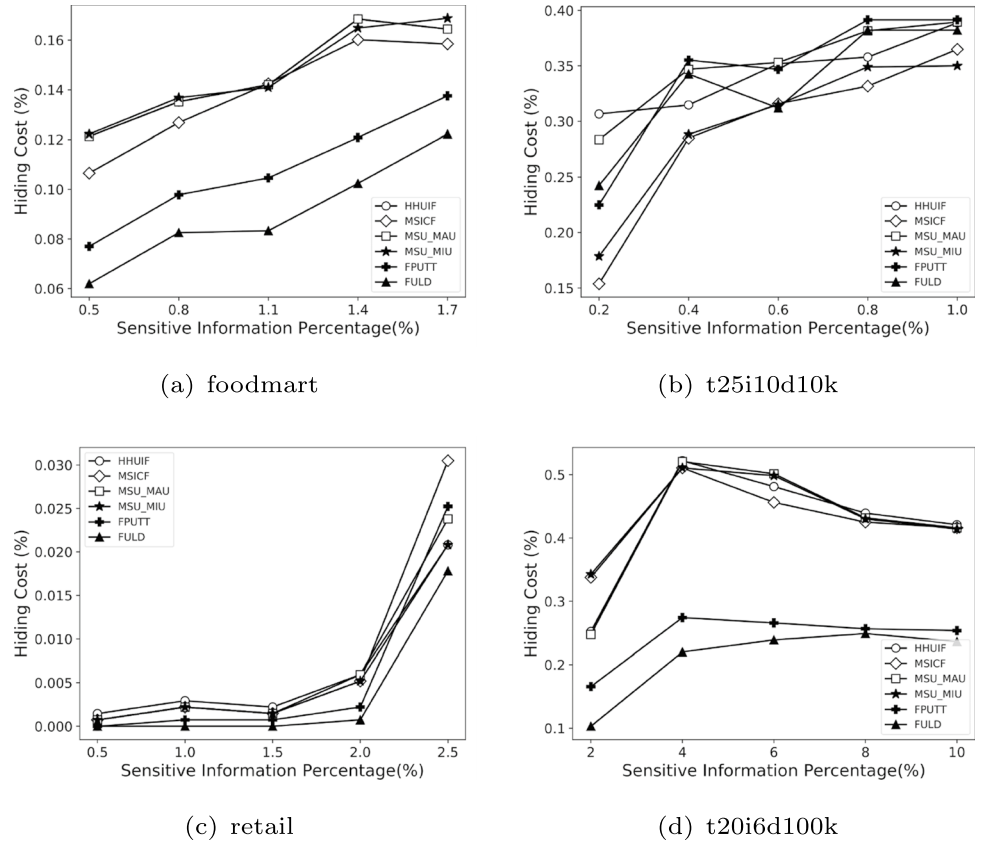 0.16
0.14
0.12
0.10
0.08
0.06
Hiding Cost (%)
HHUIF
MSICF
MSU_MAU
MSU_MIU
FPUTT
FULD
0.5 0.8 1.1 1.4 1.7
Sensitive Information Percentage(%)
(a) foodmart
0.40
0.35
0.30
0.25
0.20
0.15
Hiding Cost (%)
HHUIF
MSICF
MSU_MAU
MSU_MIU
FPUTT
FULD
0.2 0.4 0.6 0.8 1.0
Sensitive Information Percentage(%)
(b) t25i10d10k
0.030
0.025
0.020
0.015
0.010
0.005
0.000
Hiding Cost (%)
HHUIF
MSICF
MSU_MAU
MSU_MIU
FPUTT
FULD
0.5 1.0 1.5 2.0 2.5
Sensitive Information Percentage(%)
(c) retail
0.5
0.4
0.3
0.2
0.1
Hiding Cost (%)
HHUIF
MSICF
MSU_MAU
MSU_MIU
FPUTT
FULD
2 4 6 8 10
Sensitive Information Percentage(%)
(d) t20i6d100k